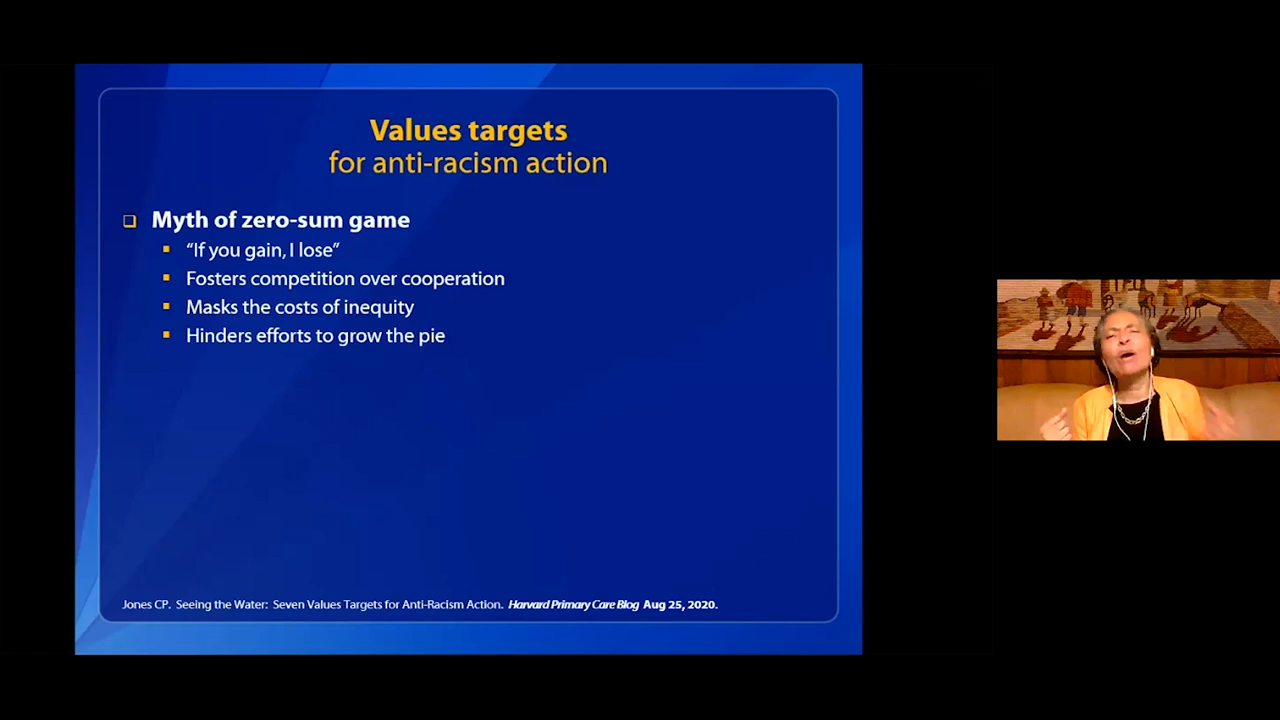 Values targets
for anti-racism action
❑ Myth of zero-sum game
▪ “If you gain, I lose”
▪ Fosters competition over cooperation
▪ Masks the costs of inequity
▪ Hinders efforts to grow the pie
Jones CP. Seeing the Water: Seven Values Targets for Anti-Racism Action. Harvard Primary Care Blog Aug 25, 2020.